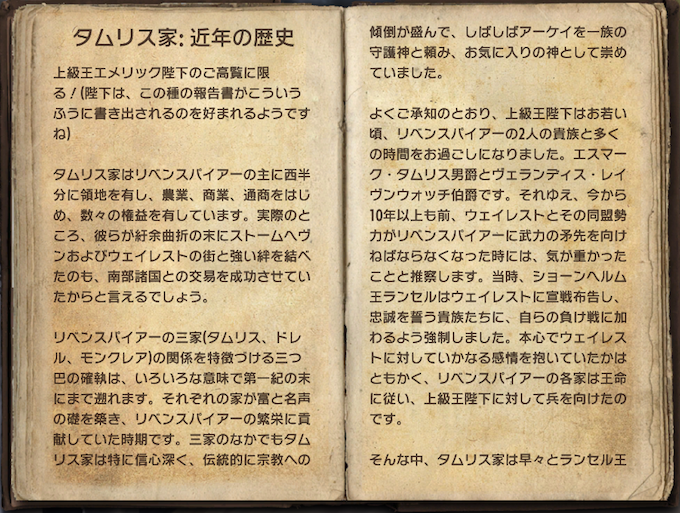 タムリス家: 近年の歴史
上級王エメリック陛下のご高覧に限
る！(陛下は、この種の報告書がこういう
ふうに書き出されるのを好まれるようです
ね)
タムリス家はリベンスパイアーの主に西半
分に領地を有し、農業、商業、通商をはじ
め、数々の権益を有しています。実際のと
ころ、彼らが紆余曲折の末にストームヘヴ
ンおよびウェイレストの街と強い絆を結べ
たのも、南部諸国との交易を成功させてい
たからと言えるでしょう。
リベンスパイアーの三家(タムリス、ドレ
ル、モンクレア)の関係を特徴づける三つ
巴の確執は、いろいろな意味で第一紀の末
にまで遡れます。それぞれの家が富と名声
の礎を築き、リベンスパイアーの繁栄に貢
献していた時期です。三家のなかでもタム
リス家は特に信心深く、伝統的に宗教への
傾倒が盛んで、しばしばアーケイを一族の
守護神と頼み、お気に入りの神として崇め
ていました。
よくご承知のとおり、上級王陛下はお若い
頃、リベンスパイアーの2人の貴族と多く
の時間をお過ごしになりました。エスマー
ク・タムリス男爵とヴェランディス・レイ
ヴンウォッチ伯爵です。それゆえ、今から
10年以上も前、ウェイレストとその同盟勢
力がリベンスパイアーに武力の矛先を向け
ねばならなくなった時には、気が重かった
ことと推察します。当時、ショーンヘルム
王ランセルはウェイレストに宣戦布告し、
忠誠を誓う貴族たちに、自らの負け戦に加
わるよう強制しました。本心でウェイレス
トに対していかなる感情を抱いていたかは
ともかく、リベンスパイアーの各家は王命
に従い、上級王陛下に対して兵を向けたの
です。
そんな中、タムリス家は早々とランセル王